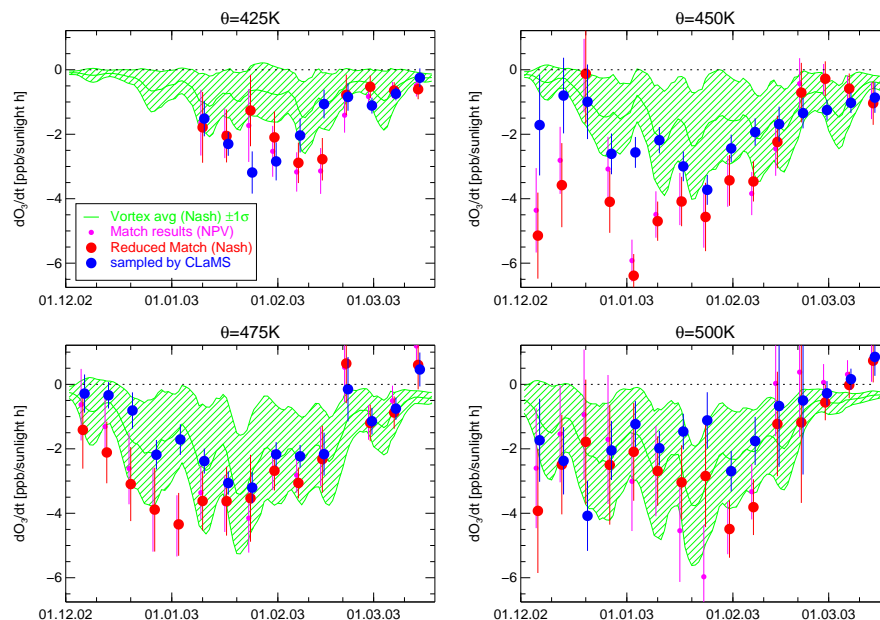 θ=425K
0
−2
−4
−6
dO3/dt [ppb/sunlight h]
Vortex avg (Nash) ±1σ
Match results (NPV)
Reduced Match (Nash)
sampled by CLaMS
01.12.02 01.01.03 01.02.03 01.03.03
θ=450K
0
−2
−4
−6
dO3/dt [ppb/sunlight h]
01.12.02 01.01.03 01.02.03 01.03.03
θ=475K
0
−2
−4
−6
dO3/dt [ppb/sunlight h]
01.12.02 01.01.03 01.02.03 01.03.03
θ=500K
0
−2
−4
−6
dO3/dt [ppb/sunlight h]
01.12.02 01.01.03 01.02.03 01.03.03